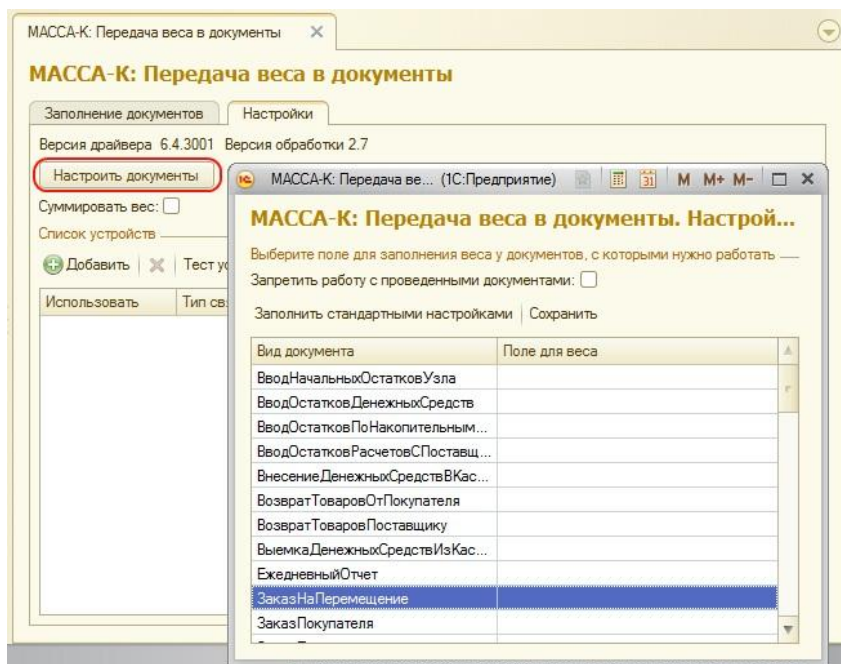 МАССА-К: Передача веса в документы
МАССА-К: Передача веса в документы
Заполнение документов Настройки
Версия драйвера 6.4.3001 Версия обработки 2.7
Настроить документы
МАССА-К: Передача ве... (1С:Предприятие) M M+ M-
Суммировать вес:
Список устройств
Добавить Тест
Использовать Тип
МАССА-К: Передача веса в документы. Настрой...
Выберите поле для заполнения веса у документов, с которыми нужно работать
Запретить работу с проведенными документами:
Заполнить стандартными настройками Сохранить
Вид документа Поле для веса
ВводНачальныхОстатковУзла
ВводОстатковДенежныхСредств
ВводОстатковПоНакопительным...
ВводОстатковРасчетовСПоставщ...
ВнесениеДенежныхСредствВКас...
ВозвратТоваровОтПокупателя
ВозвратТоваровПоставщику
ВыемкаДенежныхСредствИзКас...
ЕжедневныйОтчет
ЗаказНаПеремещение
ЗаказПокупателя